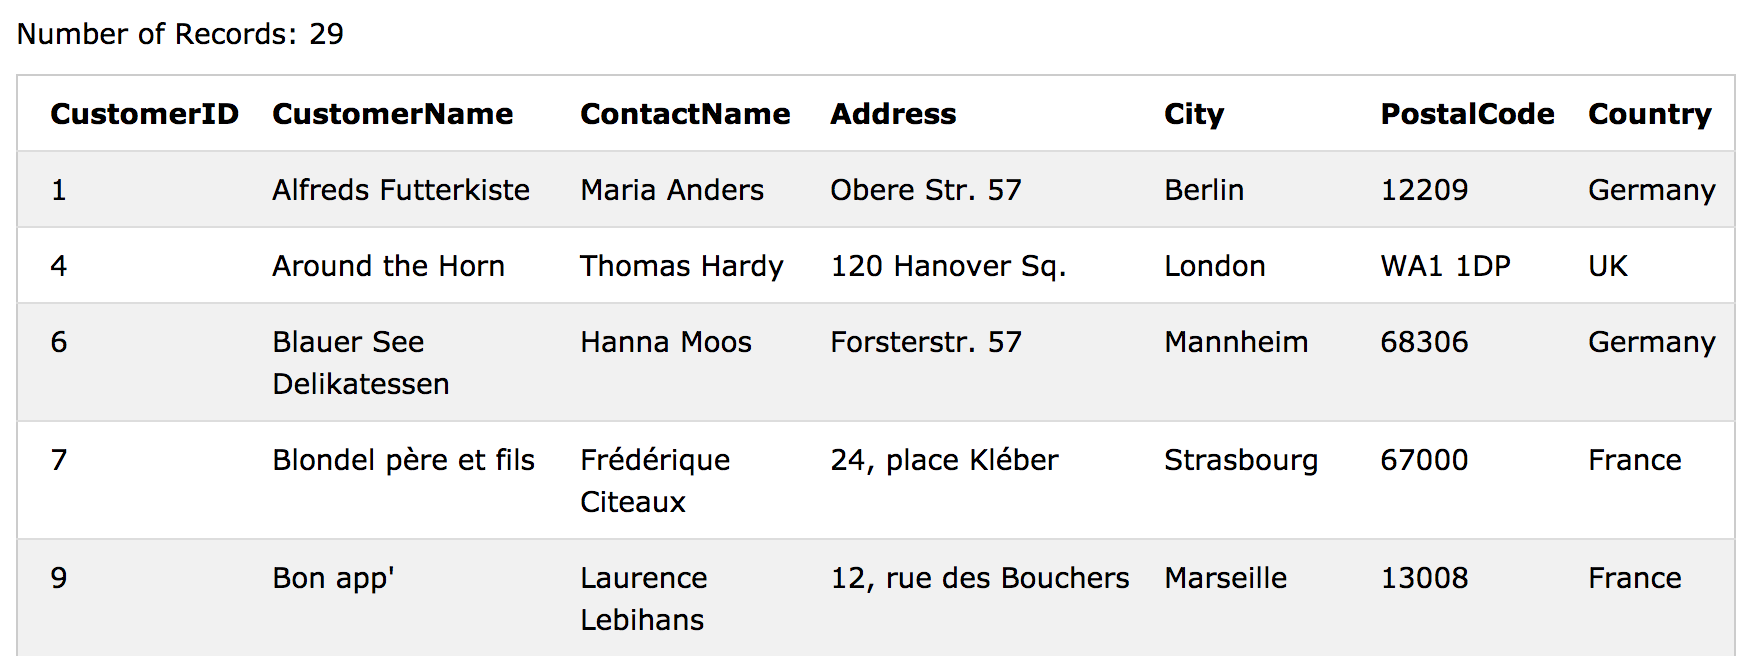 Number of Records: 29
CustomerID CustomerName ContactName Address City PostalCode Country
1 Alfreds Futterkiste Maria Anders Obere Str. 57 Berlin 12209 Germany
4 Around the Horn Thomas Hardy 120 Hanover Sq. London WA1 1DP UK
6 Blauer See Hanna Moos Forsterstr. 57 Mannheim 68306 Germany
Delikatessen
7 Blondel père et fils Frédérique 24, place Kléber Strasbourg 67000 France
Citeaux
9 Bon app' Laurence 12, rue des Bouchers Marseille 13008 France
Lebihans